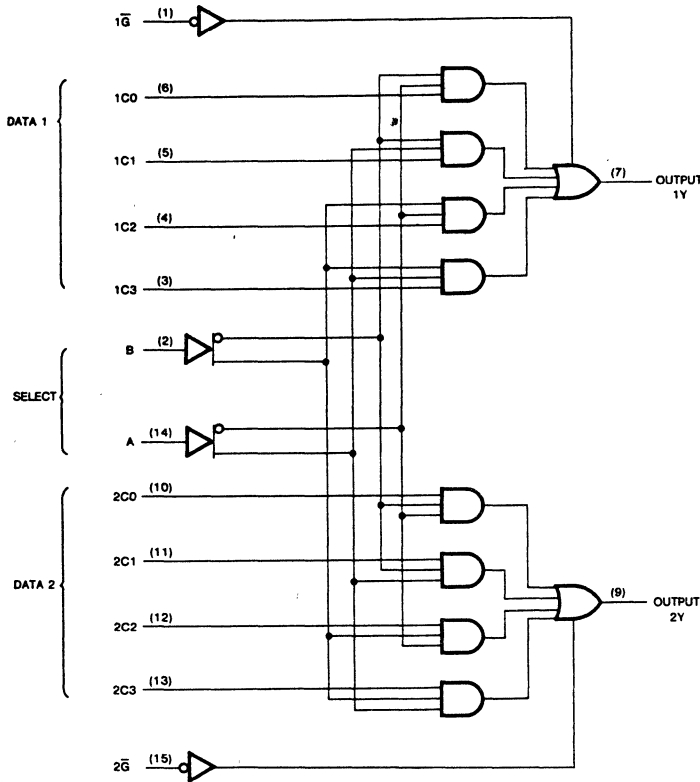 1G̅ (1)
DATA 1
1C0 (6)
1C1 (5)
1C2 (4)
1C3 (3)
(7) OUTPUT 1Y
SELECT
B (2)
A (14)
DATA 2
2C0 (10)
2C1 (11)
2C2 (12)
2C3 (13)
(9) OUTPUT 2Y
2G̅ (15)